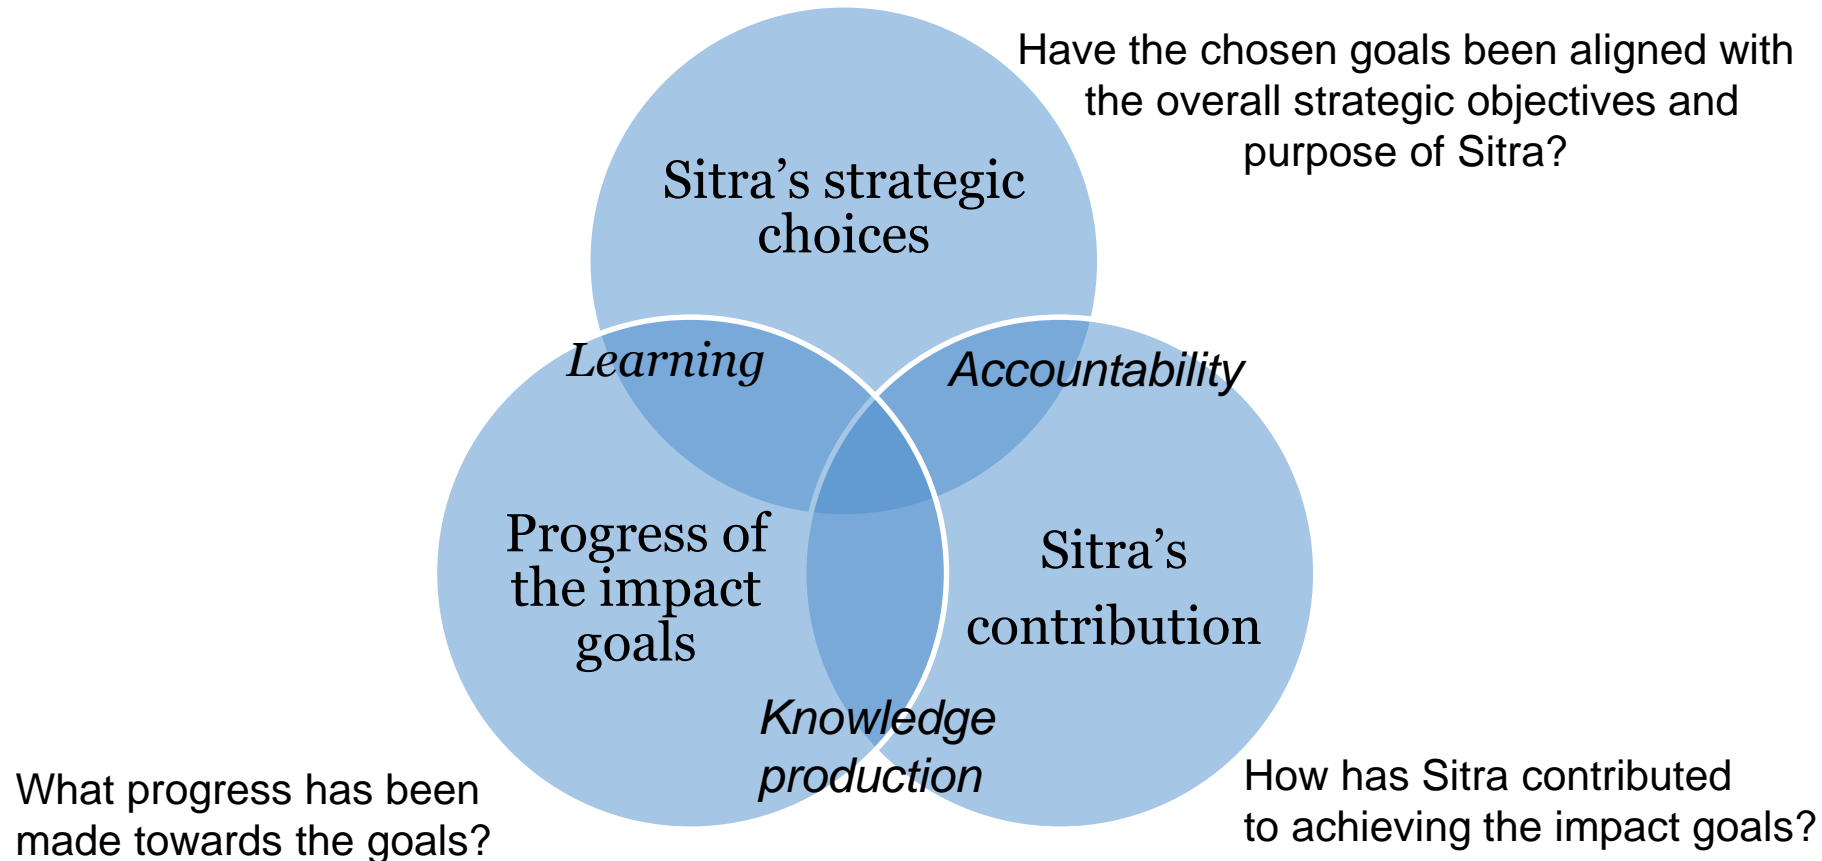 Have the chosen goals been aligned with
the overall strategic objectives and
purpose of Sitra?
Sitra’s strategic
choices
Learning
Accountability
Progress of
the impact
goals
Sitra’s
contribution
Knowledge
production
What progress has been
made towards the goals?
How has Sitra contributed
to achieving the impact goals?